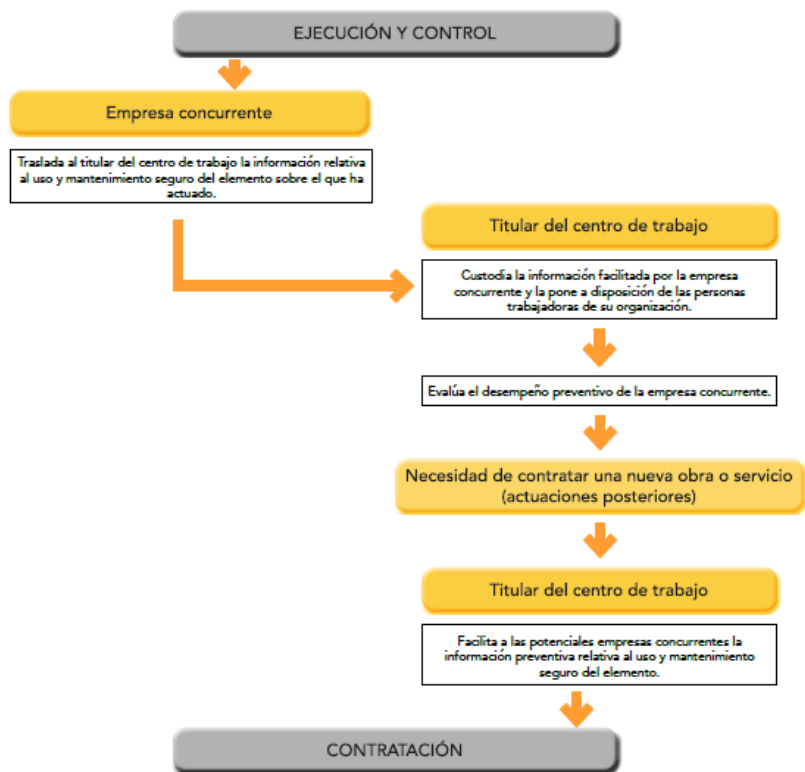 EJECUCIÓN Y CONTROL
Empresa concurrente
Traslada al titular del centro de trabajo la información relativa
al uso y mantenimiento seguro del elemento sobre el que ha
actuado.
Titular del centro de trabajo
Custodia la información facilitada por la empresa
concurrente y la pone a disposición de las personas
trabajadoras de su organización.
Evalúa el desempeño preventivo de la empresa concurrente.
Necesidad de contratar una nueva obra o servicio
(actuaciones posteriores)
Titular del centro de trabajo
Facilita a las potenciales empresas concurrentes la
información preventiva relativa al uso y mantenimiento
seguro del elemento.
CONTRATACIÓN